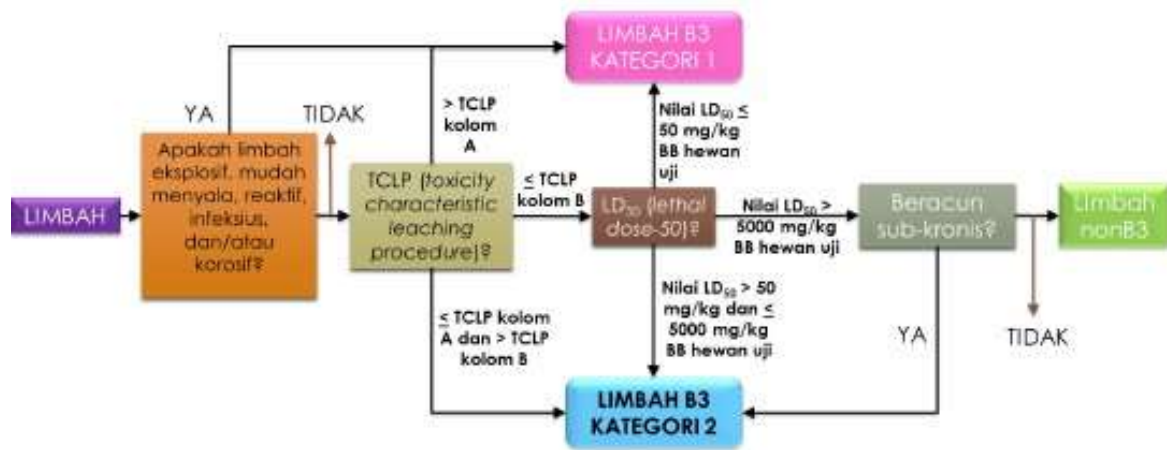 LIMBAH
YA
TIDAK
Apakah limbah
eksplosif, mudah
menyala, reaktif,
infeksius,
dan/atau
korosif?
> TCLP
kolom
A
TCLP (toxicity
characteristic
leaching
procedure)?
≤ TCLP
kolom B
≤ TCLP kolom
A dan > TCLP
kolom B
LIMBAH B3
KATEGORI 1
Nilai LD₅₀ ≤
50 mg/kg
BB hewan
uji
LD₅₀ (lethal
dose-50)?
Nilai LD₅₀ >
5000 mg/kg
BB hewan uji
Nilai LD₅₀ > 50
mg/kg dan ≤
5000 mg/kg
BB hewan uji
LIMBAH B3
KATEGORI 2
Beracun
sub-kronis?
YA
TIDAK
Limbah
nonB3